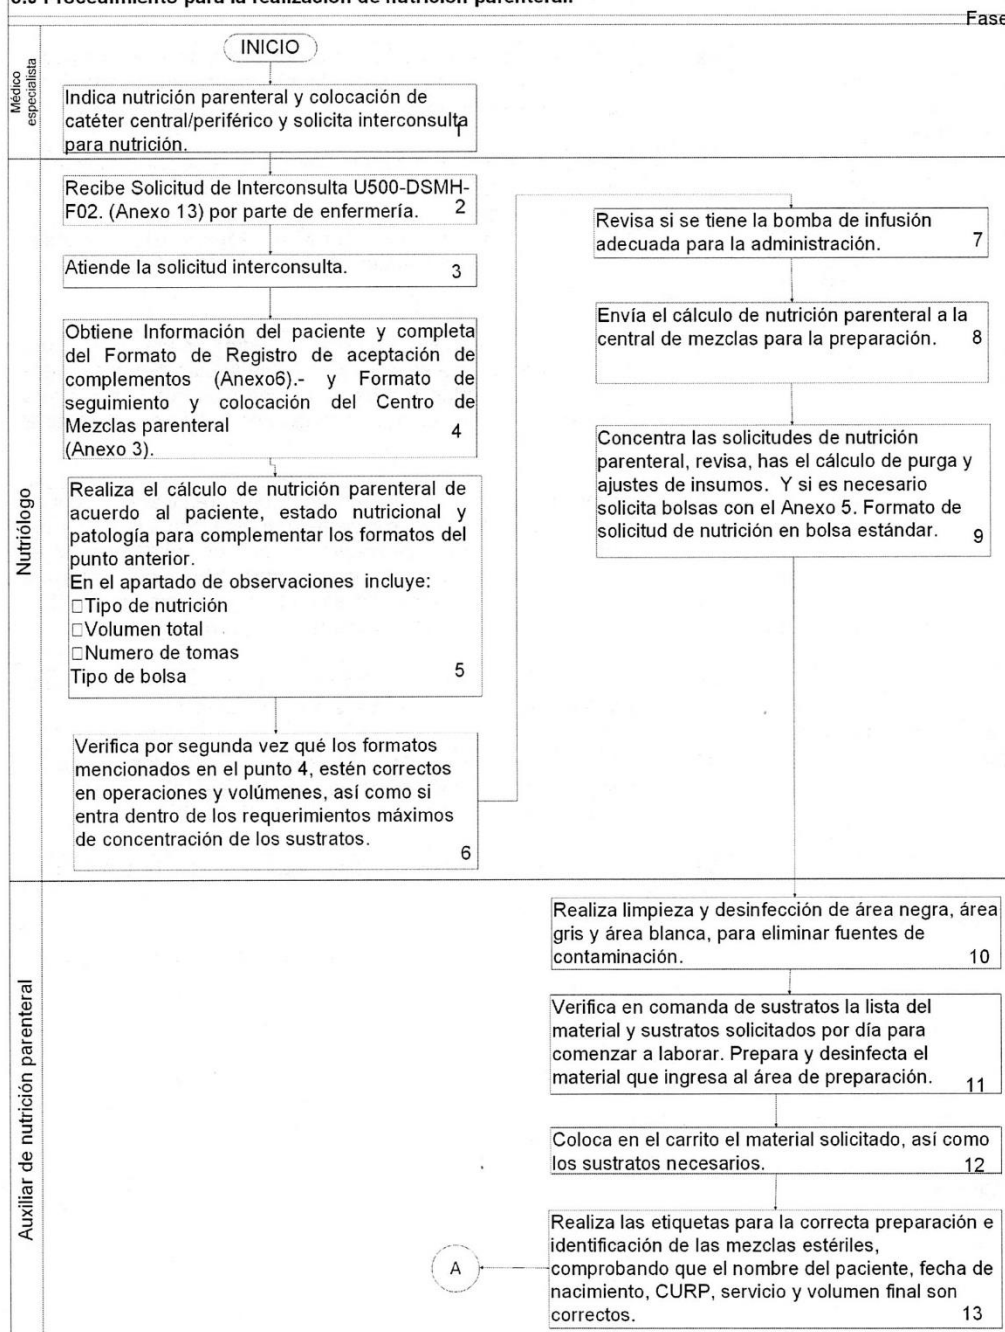 Fase
Médico
especialista
INICIO
Indica nutrición parenteral y colocación de
catéter central/periférico y solicita interconsulta
para nutrición.
1
Nutriólogo
Recibe Solicitud de Interconsulta U500-DSMH-
F02. (Anexo 13) por parte de enfermería.
2
Atiende la solicitud interconsulta.
3
Obtiene Información del paciente y completa
del Formato de Registro de aceptación de
complementos (Anexo6).- y Formato de
seguimiento y colocación del Centro de
Mezclas parenteral
4
(Anexo 3).
Realiza el cálculo de nutrición parenteral de
acuerdo al paciente, estado nutricional y
patología para complementar los formatos del
punto anterior.
En el apartado de observaciones incluye:
□Tipo de nutrición
□Volumen total
□Numero de tomas
Tipo de bolsa
5
Verifica por segunda vez qué los formatos
mencionados en el punto 4, estén correctos
en operaciones y volúmenes, así como si
entra dentro de los requerimientos máximos
de concentración de los sustratos.
6
Revisa si se tiene la bomba de infusión
adecuada para la administración.
7
Envía el cálculo de nutrición parenteral a la
central de mezclas para la preparación.
8
Concentra las solicitudes de nutrición
parenteral, revisa, has el cálculo de purga y
ajustes de insumos. Y si es necesario
solicita bolsas con el Anexo 5. Formato de
solicitud de nutrición en bolsa estándar.
9
Auxiliar de nutrición parenteral
Realiza limpieza y desinfección de área negra, área
gris y área blanca, para eliminar fuentes de
contaminación.
10
Verifica en comanda de sustratos la lista del
material y sustratos solicitados por día para
comenzar a laborar. Prepara y desinfecta el
material que ingresa al área de preparación.
11
Coloca en el carrito el material solicitado, así como
los sustratos necesarios.
12
Realiza las etiquetas para la correcta preparación e
identificación de las mezclas estériles,
comprobando que el nombre del paciente, fecha de
nacimiento, CURP, servicio y volumen final son
correctos.
13
A